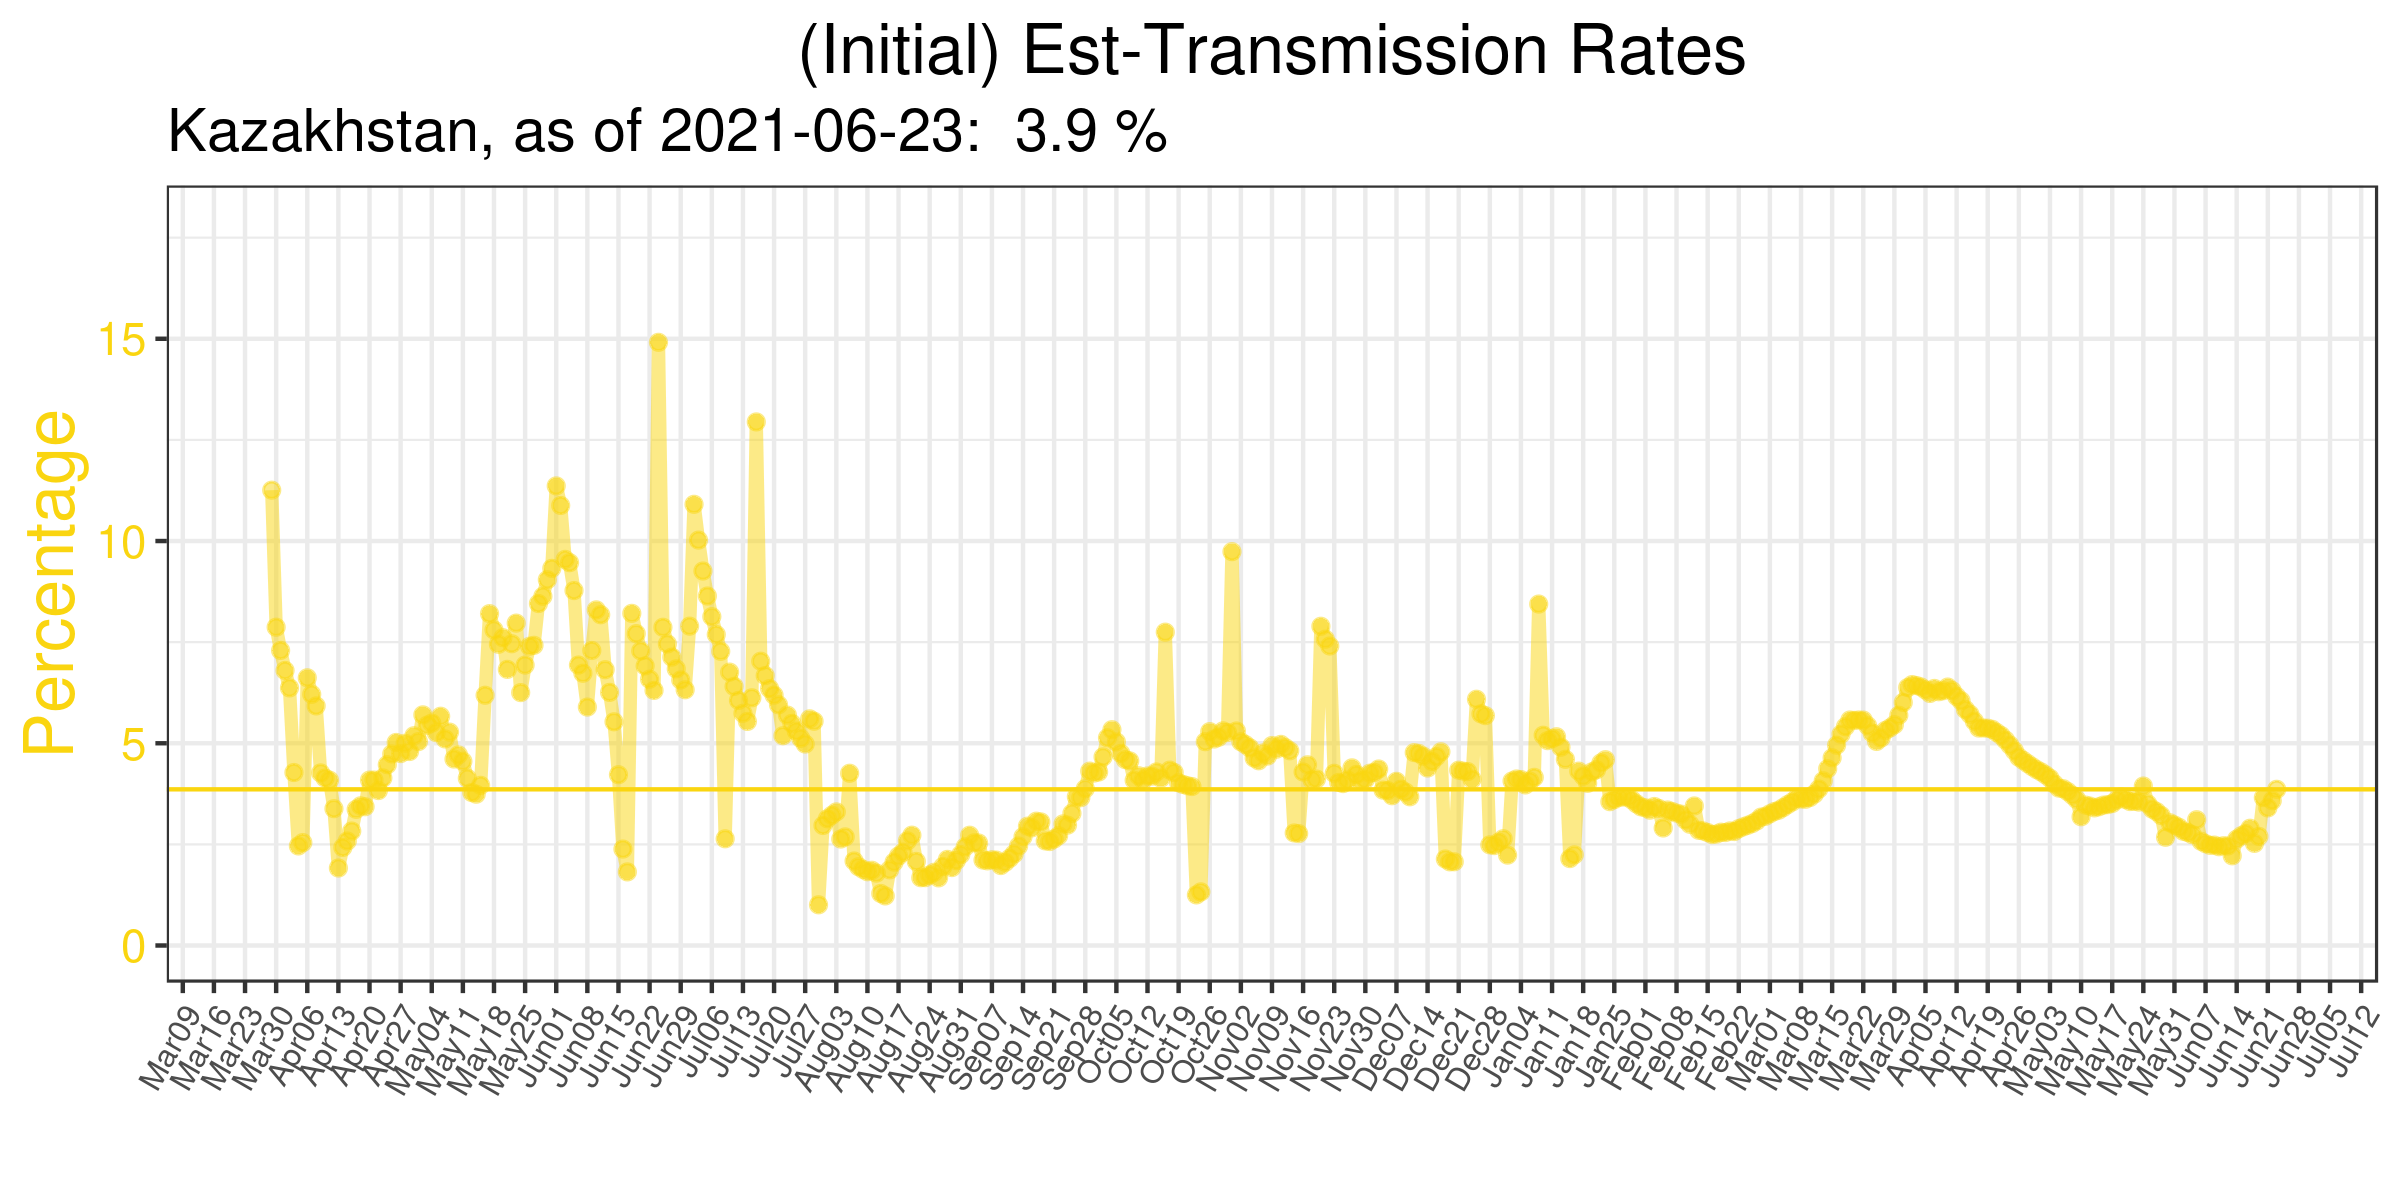 (Initial) Est-Transmission Rates
Kazakhstan, as of 2021-06-23:  3.9 %
Percentage
15
10
5
0
Mar09
Mar16
Mar23
Mar30
Apr06
Apr13
Apr20
Apr27
May04
May11
May18
May25
Jun01
Jun08
Jun15
Jun22
Jun29
Jul06
Jul13
Jul20
Jul27
Aug03
Aug10
Aug17
Aug24
Aug31
Sep07
Sep14
Sep21
Sep28
Oct05
Oct12
Oct19
Oct26
Nov02
Nov09
Nov16
Nov23
Nov30
Dec07
Dec14
Dec21
Dec28
Jan04
Jan11
Jan18
Jan25
Feb01
Feb08
Feb15
Feb22
Mar01
Mar08
Mar15
Mar22
Mar29
Apr05
Apr12
Apr19
Apr26
May03
May10
May17
May24
May31
Jun07
Jun14
Jun21
Jun28
Jul05
Jul12